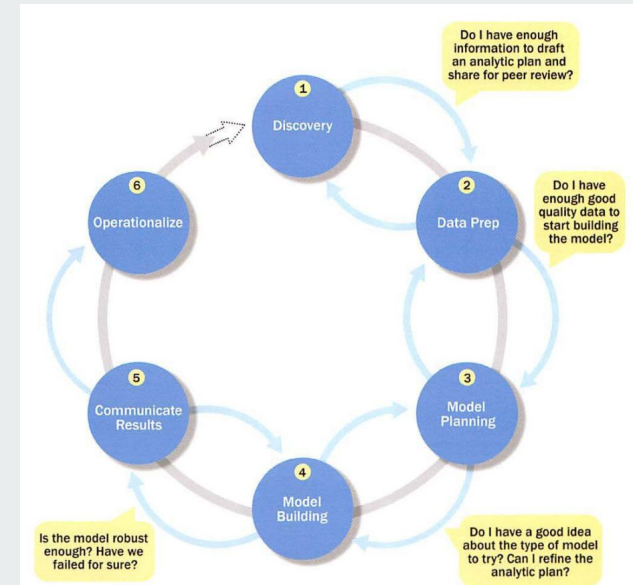 Do I have enough
information to draft
an analytic plan and
share for peer review?
1
Discovery
2
Data Prep
Do I have
enough good
quality data to
start building
the model?
3
Model
Planning
Do I have a good idea
about the type of model
to try? Can I refine the
analytic plan?
4
Model
Building
Is the model robust
enough? Have we
failed for sure?
5
Communicate
Results
6
Operationalize